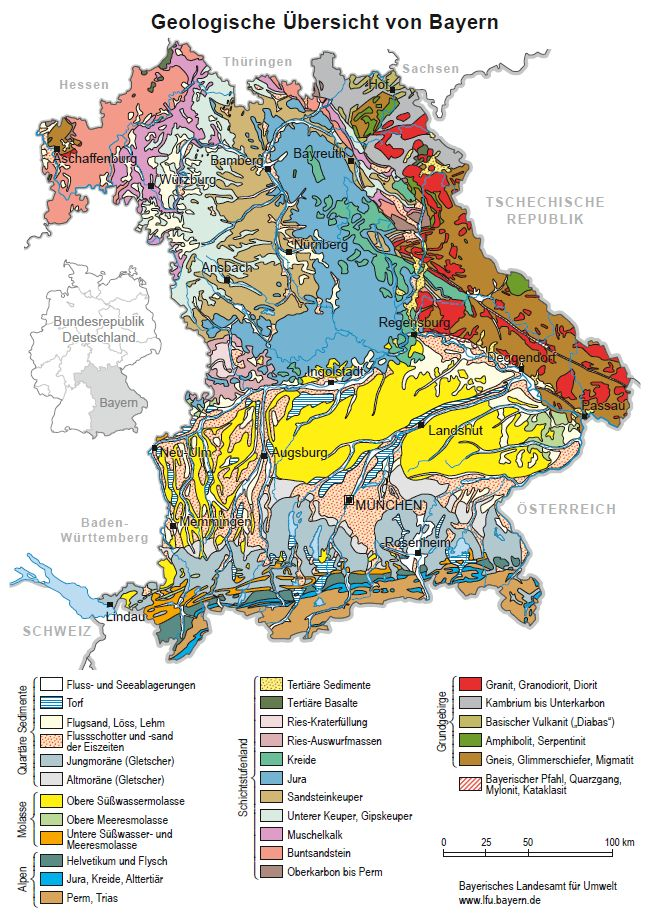 Geologische Übersicht von Bayern
Thüringen
Sachsen
Hessen
Hof
Aschaffenburg
Bamberg
Bayreuth
Würzburg
TSCHECHISCHE
REPUBLIK
Nürnberg
Ansbach
Bundesrepublik
Deutschland
Regensburg
Deggendorf
Ingolstadt
Bayern
Passau
Landshut
Neu-Ulm
Augsburg
MÜNCHEN
ÖSTERREICH
Baden-
Württemberg
Memmingen
Rosenheim
Lindau
SCHWEIZ
Quartäre Sedimente
Fluss- und Seeablagerungen
Torf
Flugsand, Löss, Lehm
Flussschotter und -sand
der Eiszeiten
Jungmoräne (Gletscher)
Altmoräne (Gletscher)
Molasse
Obere Süßwassermolasse
Obere Meeresmolasse
Untere Süßwasser- und
Meeresmolasse
Alpen
Helvetikum und Flysch
Jura, Kreide, Alttertiär
Perm, Trias
Schichtstufenland
Tertiäre Sedimente
Tertiäre Basalte
Ries-Kraterfüllung
Ries-Auswurfmassen
Kreide
Jura
Sandsteinkeuper
Unterer Keuper, Gipskeuper
Muschelkalk
Buntsandstein
Oberkarbon bis Perm
Grundgebirge
Granit, Granodiorit, Diorit
Kambrium bis Unterkarbon
Basischer Vulkanit („Diabas“)
Amphibolit, Serpentinit
Gneis, Glimmerschiefer, Migmatit
Bayerischer Pfahl, Quarzgang,
Mylonit, Kataklasit
0 25 50 100 km
Bayerisches Landesamt für Umwelt
www.lfu.bayern.de